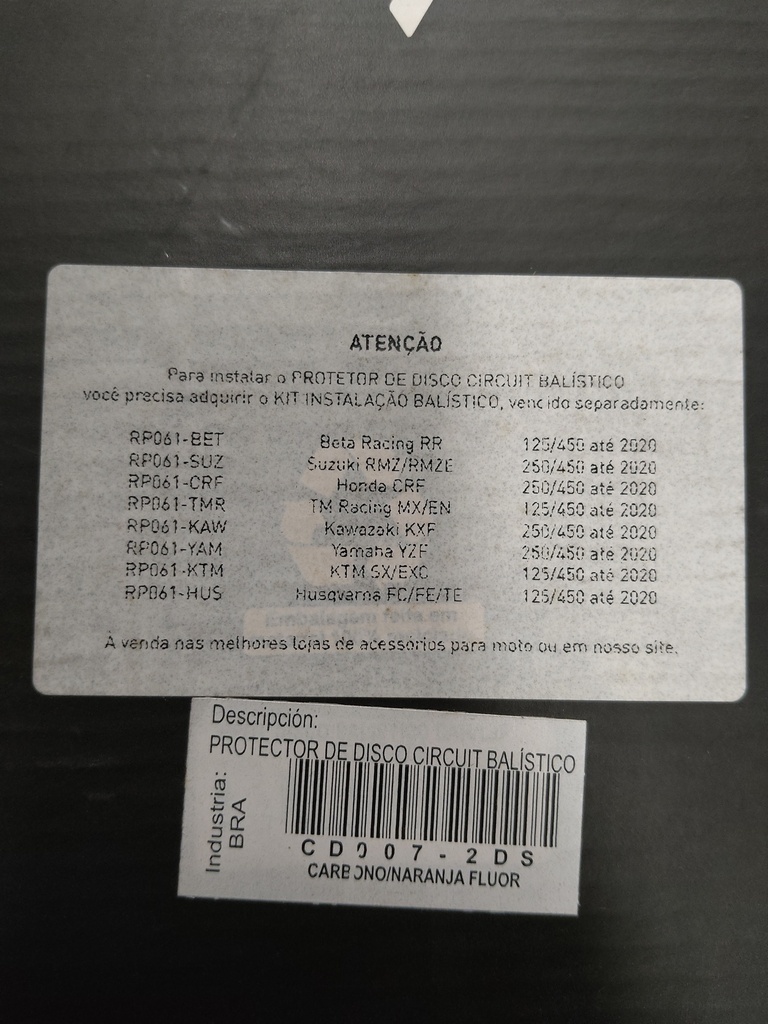 ATENÇÃO
Para instalar o PROTETOR DE DISCO CIRCUIT BALÍSTICO
você precisa adquirir o KIT INSTALAÇÃO BALÍSTICO, vendido separadamente:
RP061-BET Beta Racing RR 125/450 até 2020
RP061-SUZ Suzuki RMZ/RMZE 250/450 até 2020
RP061-CRF Honda CRF 250/450 até 2020
RP061-TMR TM Racing MX/EN 125/450 até 2020
RP061-KAW Kawazaki KXF 250/450 até 2020
RP061-YAM Yamaha YZF 250/450 até 2020
RP061-KTM KTM SX/EXC 125/450 até 2020
RP061-HUS Husqvarna FC/FE/TE 125/450 até 2020
Embalagem feita em
A venda nas melhores lojas de acessórios para moto ou em nosso site.
Descripción:
PROTECTOR DE DISCO CIRCUIT BALÍSTICO
Industria:
BRA
CD007-2DS
CARBONO/NARANJA FLUOR